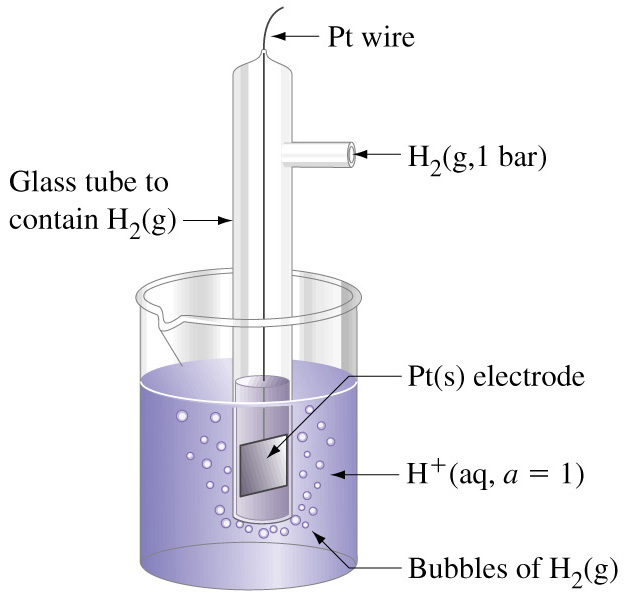 Pt wire
H₂(g,1 bar)
Glass tube to
contain H₂(g)
Pt(s) electrode
H⁺(aq, a = 1)
Bubbles of H₂(g)